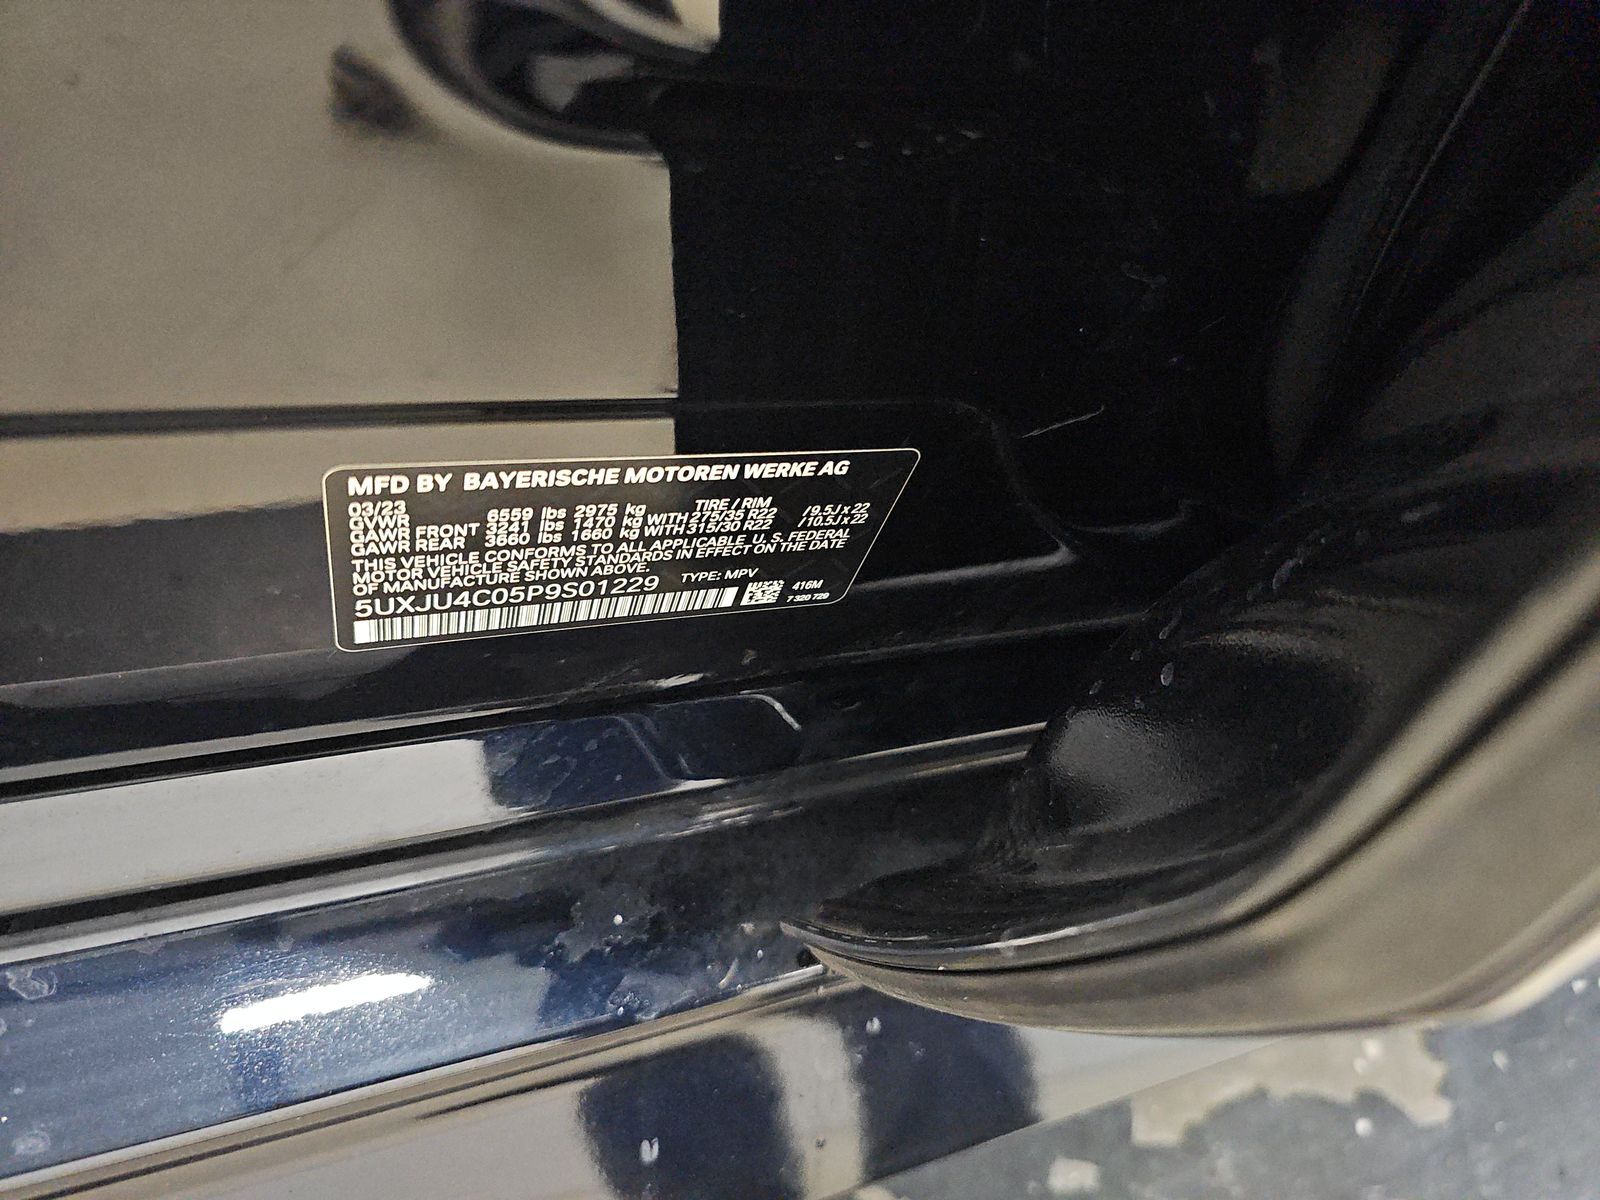 MFD BY BAYERISCHE MOTOREN WERKE AG
03/23 TIRE / RIM
GVWR 6559 lbs 2975 kg
GAWR FRONT 3241 lbs 1470 kg WITH 275/35 R22 / 9.5J x 22
GAWR REAR 3660 lbs 1660 kg WITH 315/30 R22 / 10.5J x 22
THIS VEHICLE CONFORMS TO ALL APPLICABLE U. S. FEDERAL
MOTOR VEHICLE SAFETY STANDARDS IN EFFECT ON THE DATE
OF MANUFACTURE SHOWN ABOVE.
5UXJU4C05P9S01229 TYPE: MPV
416M
7 320 729